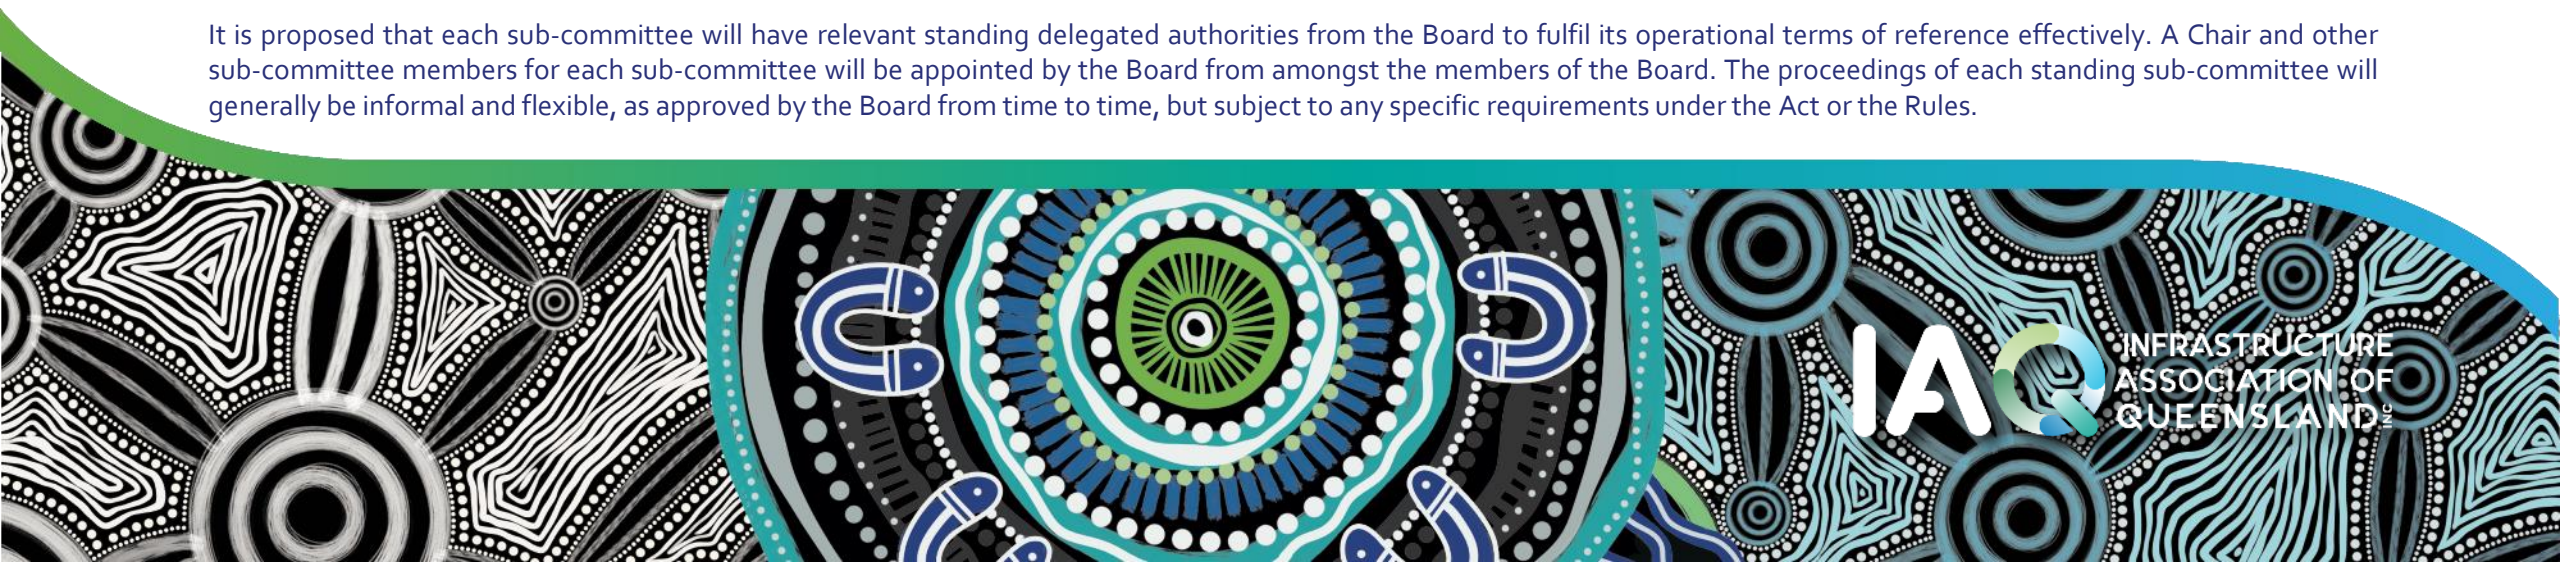 It is proposed that each sub-committee will have relevant standing delegated authorities from the Board to fulfil its operational terms of reference effectively. A Chair and other
sub-committee members for each sub-committee will be appointed by the Board from amongst the members of the Board. The proceedings of each standing sub-committee will
generally be informal and flexible, as approved by the Board from time to time, but subject to any specific requirements under the Act or the Rules.
IAQ
INFRASTRUCTURE
ASSOCIATION OF
QUEENSLAND INC